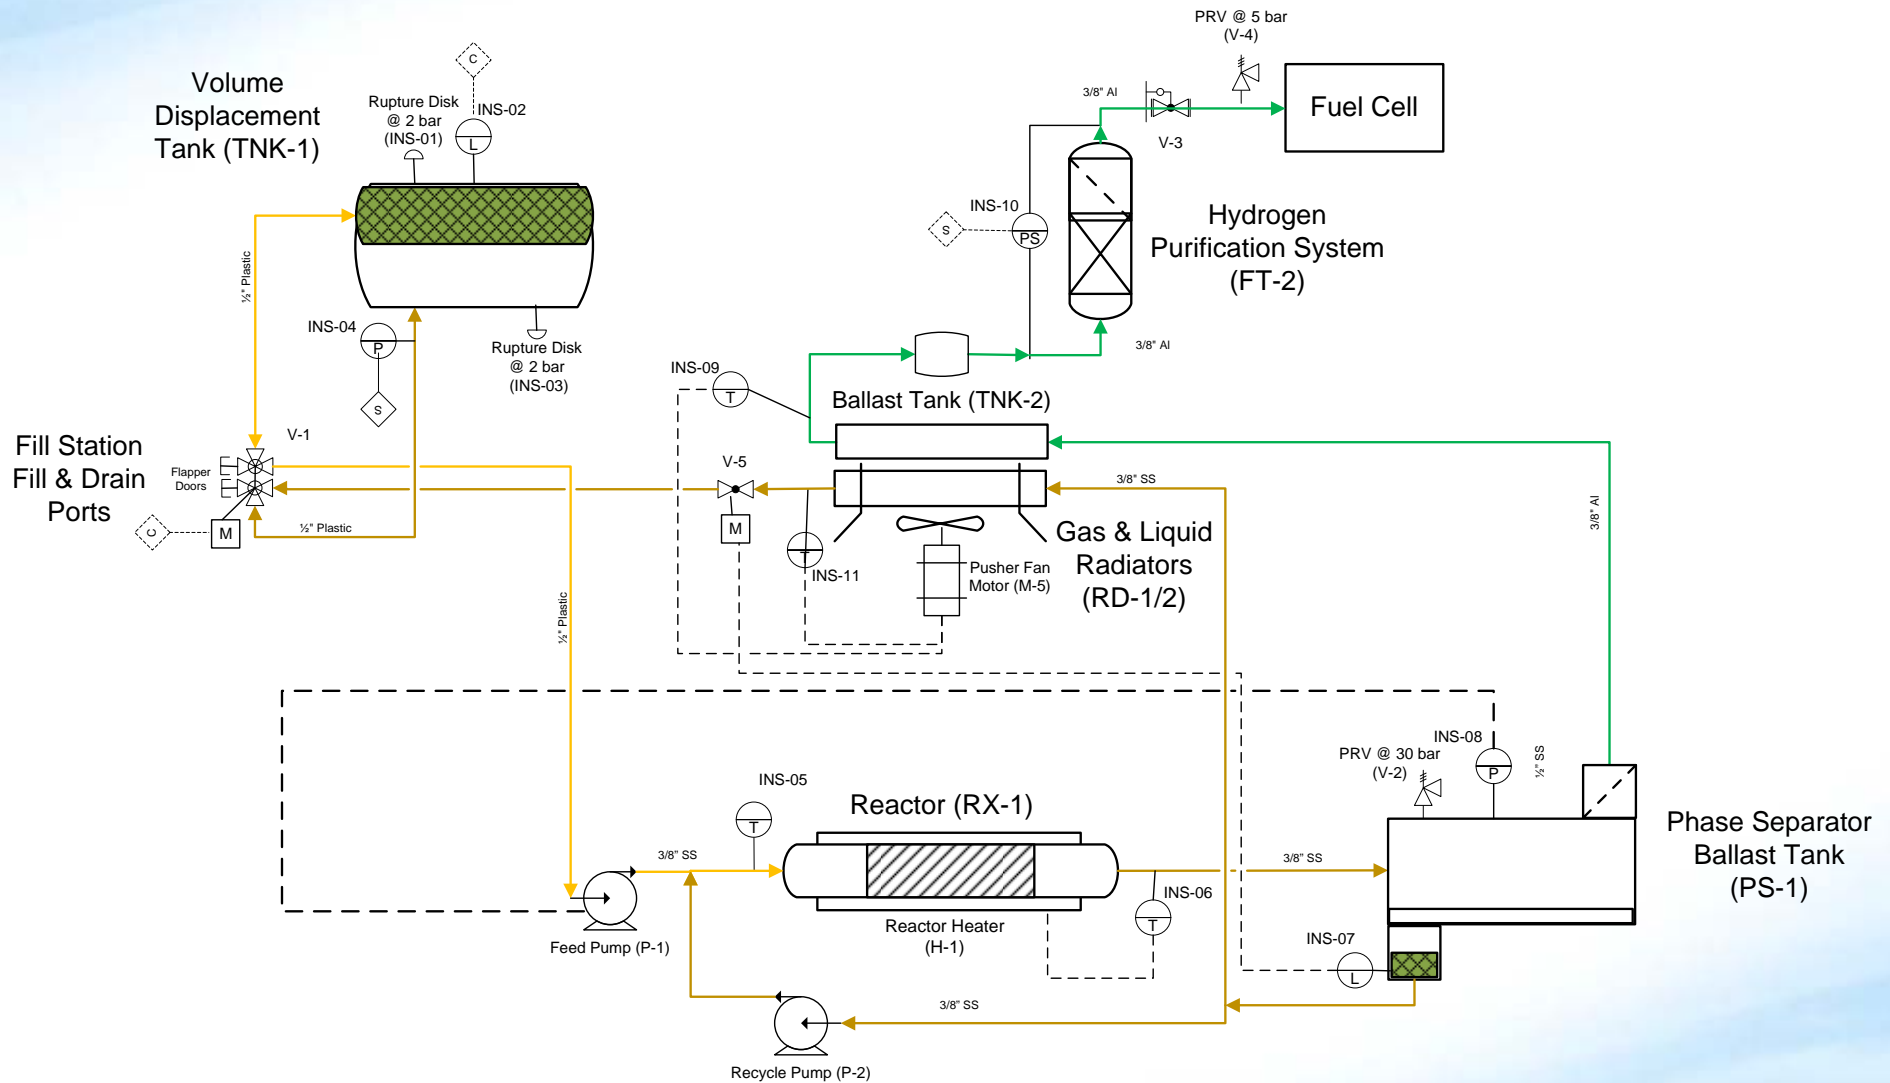 PRV @ 5 bar
(V-4)
C
Volume
Displacement
Tank (TNK-1)
Rupture Disk
@ 2 bar
(INS-01)
INS-02
L
3/8" Al
Fuel Cell
V-3
INS-10
S
PS
Hydrogen
Purification System
(FT-2)
½" Plastic
INS-04
P
S
Rupture Disk
@ 2 bar
(INS-03)
3/8" Al
INS-09
T
Ballast Tank (TNK-2)
Fill Station
Fill & Drain
Ports
V-1
Flapper
Doors
C
M
½" Plastic
V-5
M
T
INS-11
3/8" SS
Gas & Liquid
Radiators
(RD-1/2)
Pusher Fan
Motor (M-5)
3/8" Al
½" Plastic
INS-05
T
Reactor (RX-1)
3/8" SS
Reactor Heater
(H-1)
Feed Pump (P-1)
3/8" SS
INS-06
T
PRV @ 30 bar
(V-2)
INS-08
P
½" SS
Phase Separator
Ballast Tank
(PS-1)
INS-07
L
3/8" SS
Recycle Pump (P-2)